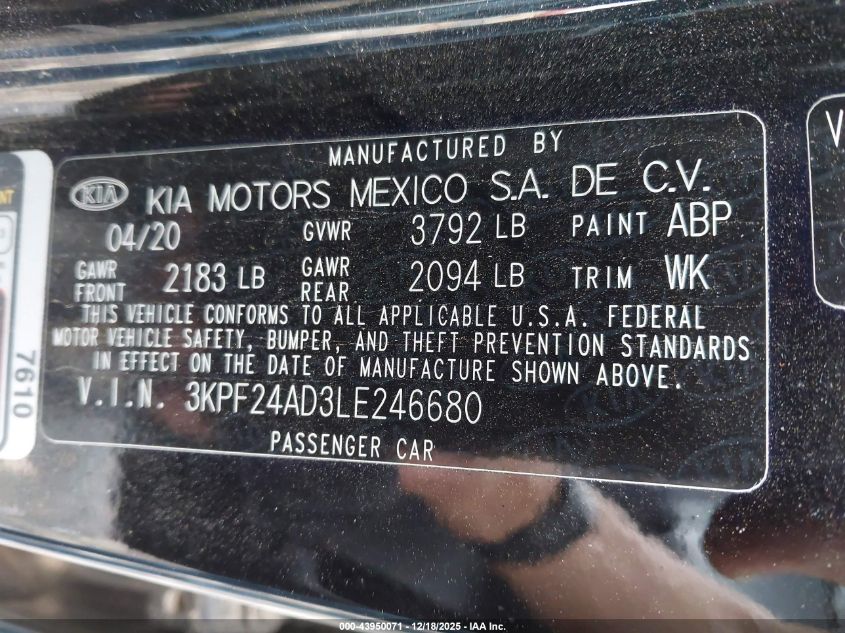 MANUFACTURED BY
KIA KIA MOTORS MEXICO S.A. DE C.V.
04/20 GVWR 3792 LB PAINT ABP
GAWR FRONT 2183 LB GAWR REAR 2094 LB TRIM WK
THIS VEHICLE CONFORMS TO ALL APPLICABLE U.S.A. FEDERAL
MOTOR VEHICLE SAFETY, BUMPER, AND THEFT PREVENTION STANDARDS
IN EFFECT ON THE DATE OF MANUFACTURE SHOWN ABOVE.
V.I.N. 3KPF24AD3LE246680
PASSENGER CAR
7610
V
000-43950071 - 12/18/2025 - IAA Inc.